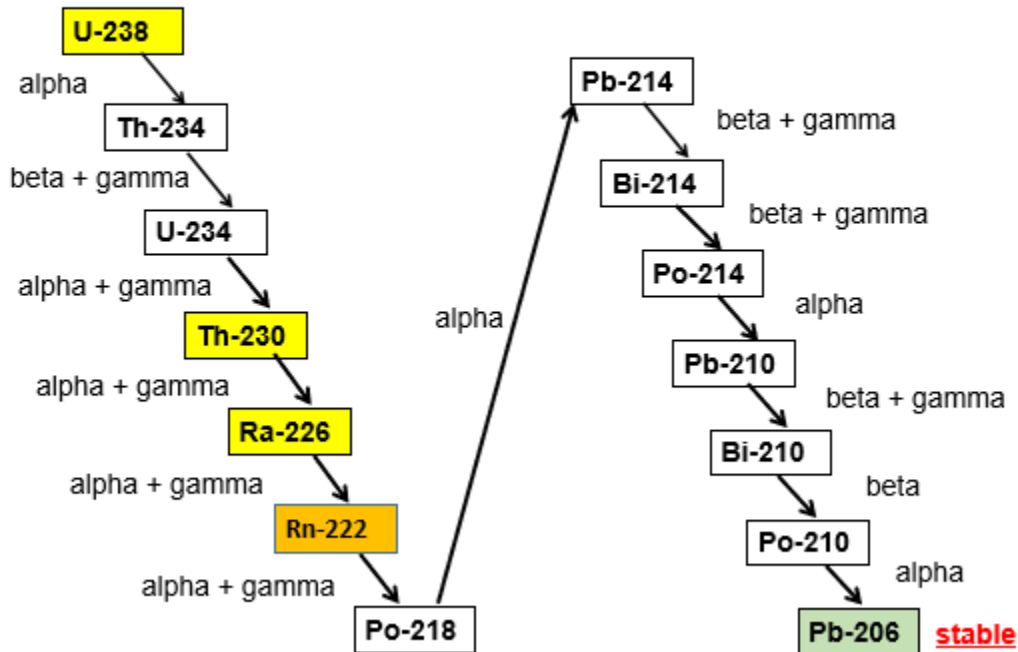 U-238
alpha
Th-234
beta + gamma
U-234
alpha + gamma
Th-230
alpha + gamma
Ra-226
alpha + gamma
Rn-222
alpha + gamma
Po-218
alpha
Pb-214
beta + gamma
Bi-214
beta + gamma
Po-214
alpha
Pb-210
beta + gamma
Bi-210
beta
Po-210
alpha
Pb-206 stable